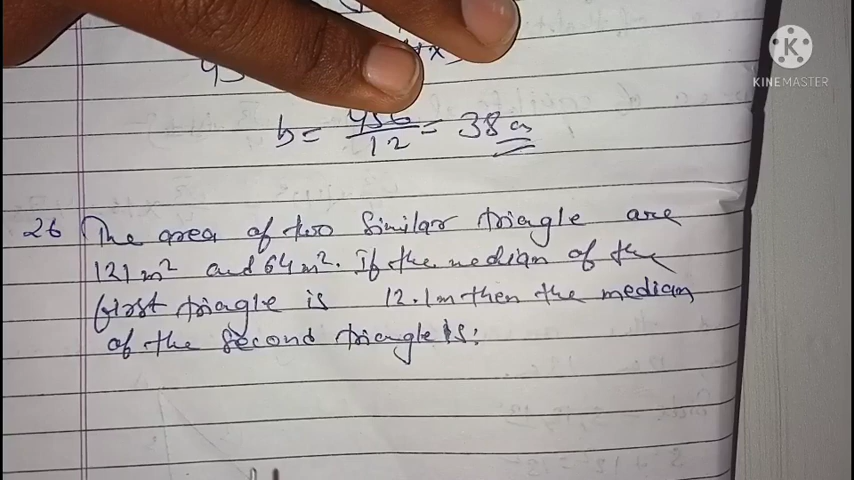 KINEMASTER
b = 456/12 = 38 cm
26 The area of two similar triangle are
121 m² and 64 m². If the median of the
first triangle is 12.1m then the median
of the second triangle is: